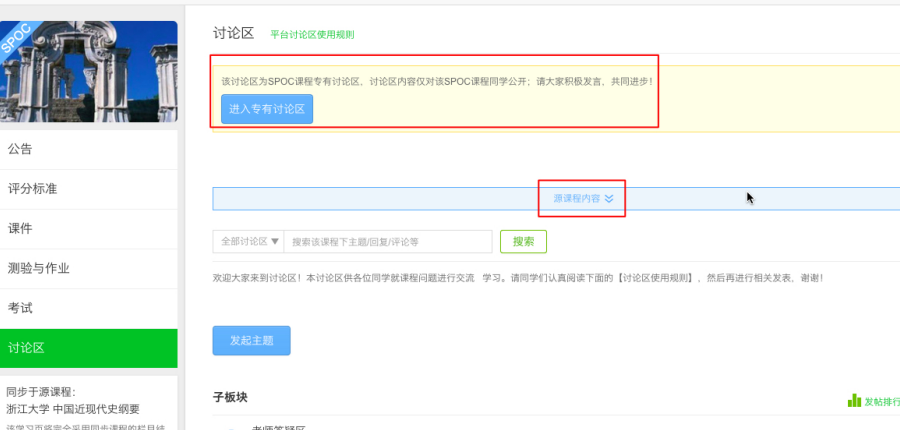 SPOC
公告
评分标准
课件
测验与作业
考试
讨论区
同步于源课程：
浙江大学 中国近现代史纲要
讨论区 平台讨论区使用规则
该讨论区为SPOC课程专有讨论区，讨论区内容仅对该SPOC课程同学公开；请大家积极发言，共同进步！
进入专有讨论区
源课程内容
全部讨论区 搜索该课程下主题/回复/评论等 搜索
欢迎大家来到讨论区！本讨论区供各位同学就课程问题进行交流 学习。请同学们认真阅读下面的【讨论区使用规则】，然后再进行相关发表，谢谢！
发起主题
子板块 发帖排行
老师答疑区